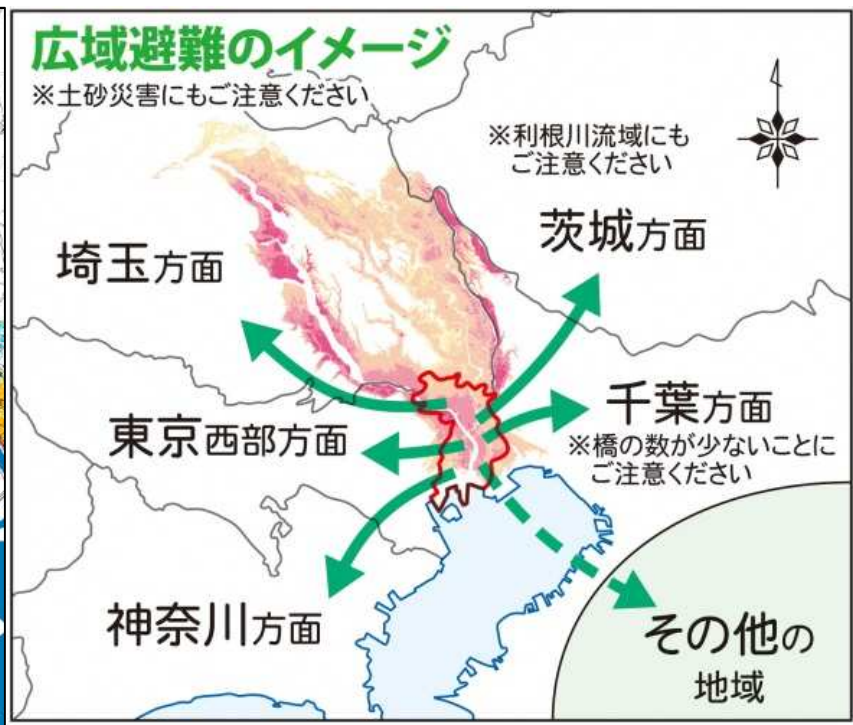 広域避難のイメージ
※土砂災害にもご注意ください
※利根川流域にも
ご注意ください
茨城方面
埼玉方面
千葉方面
※橋の数が少ないことに
ご注意ください
東京西部方面
神奈川方面
その他の
地域